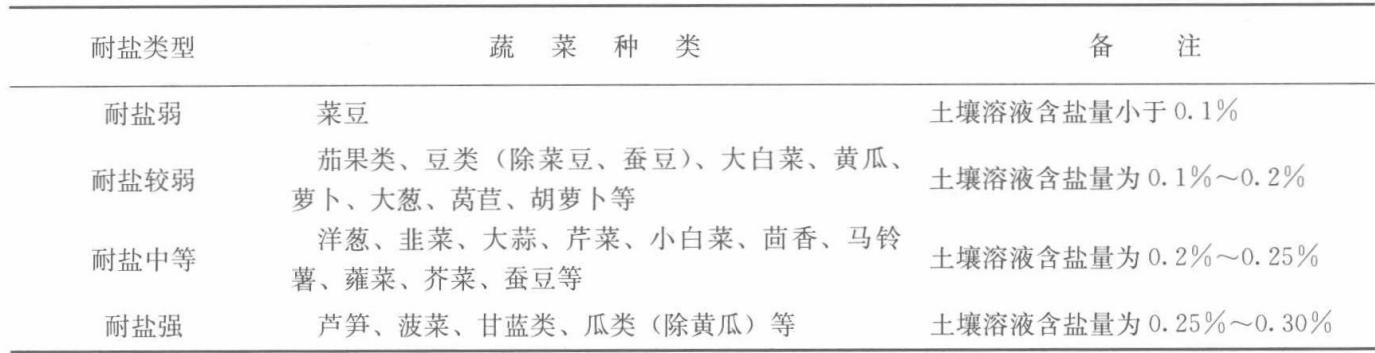 耐盐类型 蔬菜种类 备注
耐盐弱 菜豆 土壤溶液含盐量小于0.1%
耐盐较弱 茄果类、豆类（除菜豆、蚕豆）、大白菜、黄瓜、萝卜、大葱、莴苣、胡萝卜等 土壤溶液含盐量为0.1%～0.2%
耐盐中等 洋葱、韭菜、大蒜、芹菜、小白菜、茴香、马铃薯、蕹菜、芥菜、蚕豆等 土壤溶液含盐量为0.2%～0.25%
耐盐强 芦笋、菠菜、甘蓝类、瓜类（除黄瓜）等 土壤溶液含盐量为0.25%～0.30%